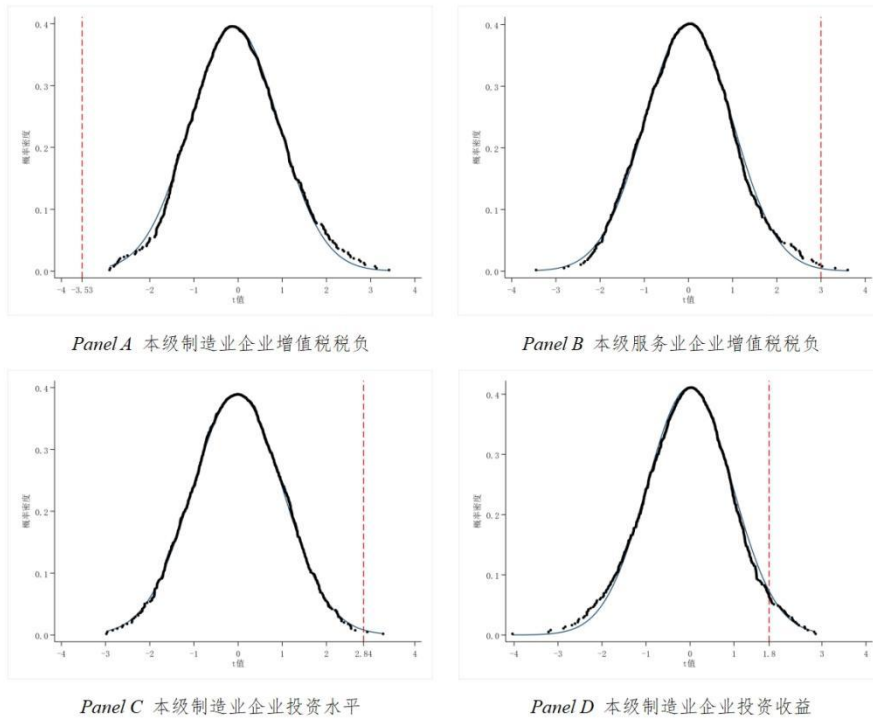 0.4
0.3
0.2
0.1
0.0
概率密度
-4 -3.53 -2 -1 0 1 2 3 4
t值
Panel A 本级制造业企业增值税税负
0.4
0.3
0.2
0.1
0.0
概率密度
-4 -3 -2 -1 0 1 2 3 4
t值
Panel B 本级服务业企业增值税税负
0.4
0.3
0.2
0.1
0.0
概率密度
-4 -3 -2 -1 0 1 2 2.84 4
t值
Panel C 本级制造业企业投资水平
0.4
0.3
0.2
0.1
0.0
概率密度
-4 -3 -2 -1 0 1 1.8 3 4
t值
Panel D 本级制造业企业投资收益